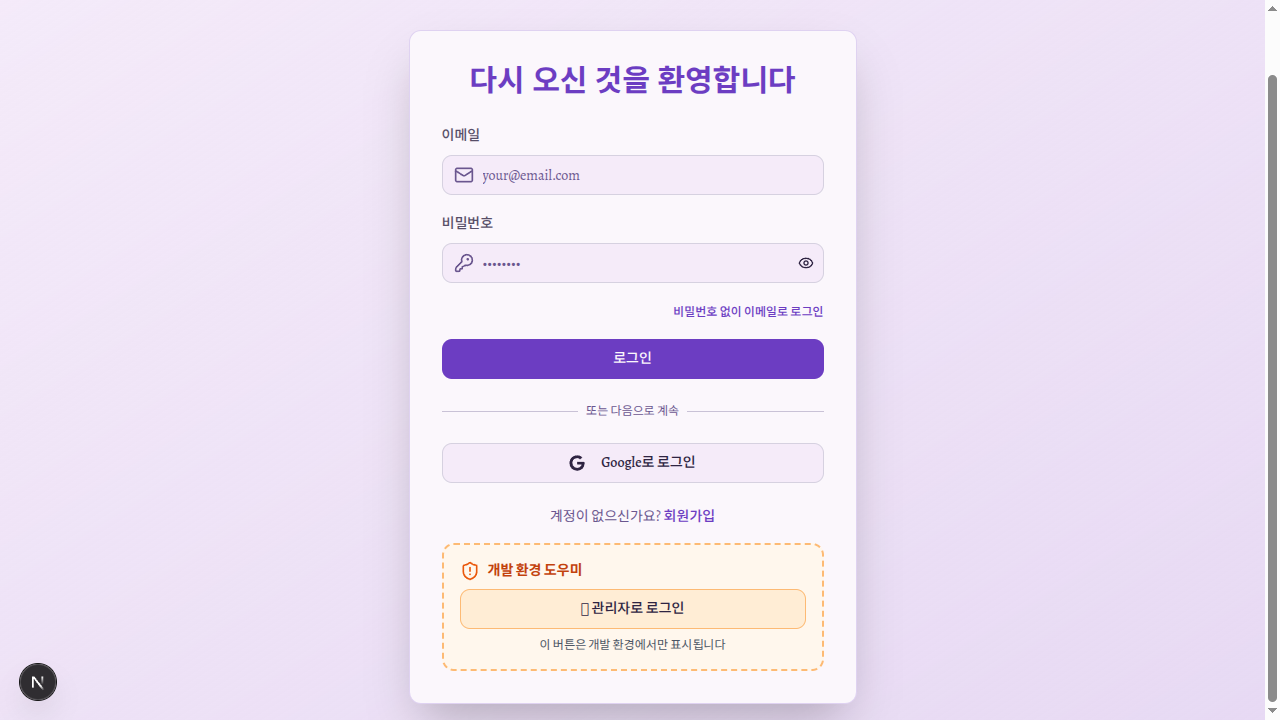 다시 오신 것을 환영합니다
이메일
your@email.com
비밀번호
••••••••
비밀번호 없이 이메일로 로그인
로그인
또는 다음으로 계속
Google로 로그인
계정이 없으신가요? 회원가입
개발 환경 도우미
관리자로 로그인
이 버튼은 개발 환경에서만 표시됩니다
N